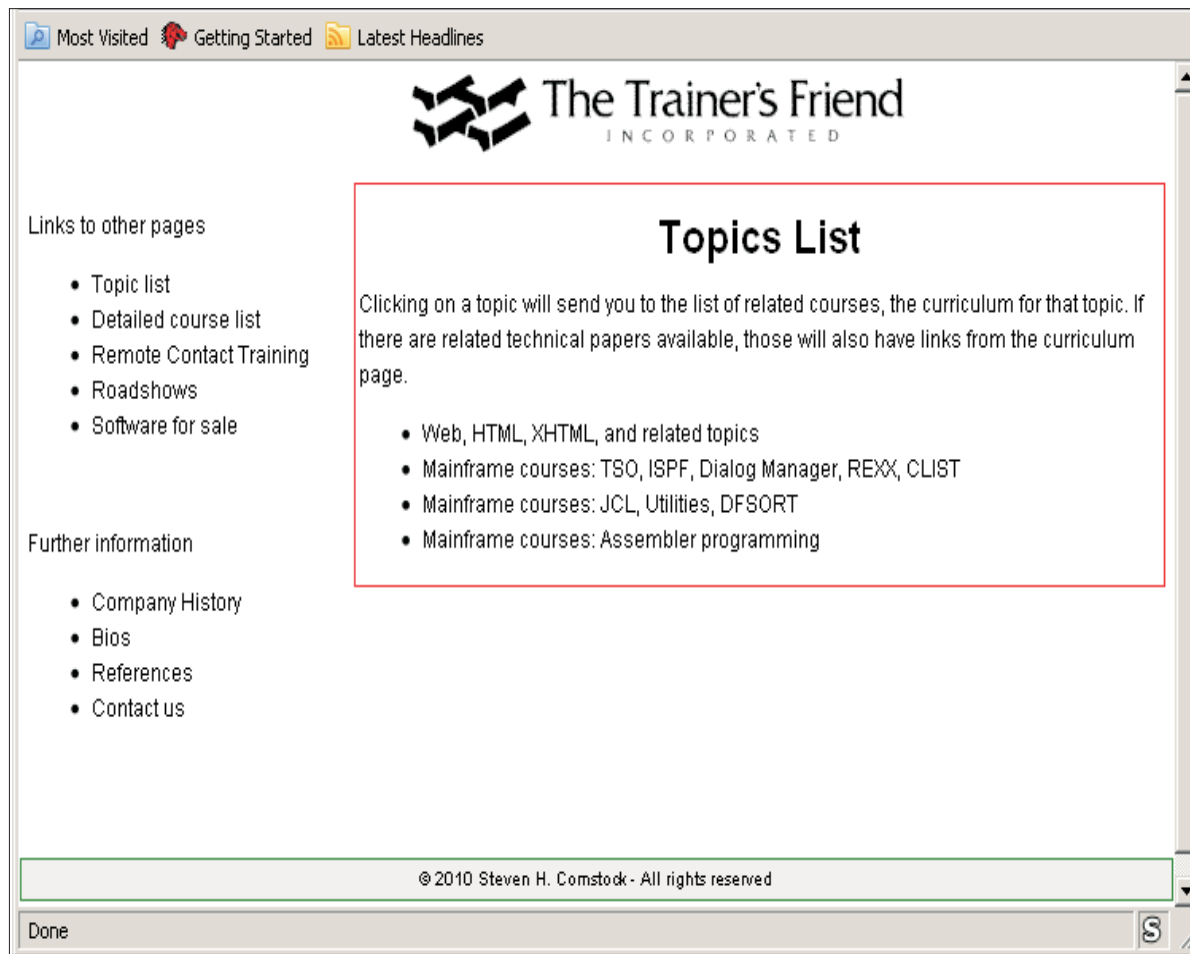 Most Visited Getting Started Latest Headlines
The Trainer's Friend
INCORPORATED
Links to other pages
• Topic list
• Detailed course list
• Remote Contact Training
• Roadshows
• Software for sale
Further information
• Company History
• Bios
• References
• Contact us
Topics List
Clicking on a topic will send you to the list of related courses, the curriculum for that topic. If
there are related technical papers available, those will also have links from the curriculum
page.
• Web, HTML, XHTML, and related topics
• Mainframe courses: TSO, ISPF, Dialog Manager, REXX, CLIST
• Mainframe courses: JCL, Utilities, DFSORT
• Mainframe courses: Assembler programming
© 2010 Steven H. Comstock - All rights reserved
Done
S